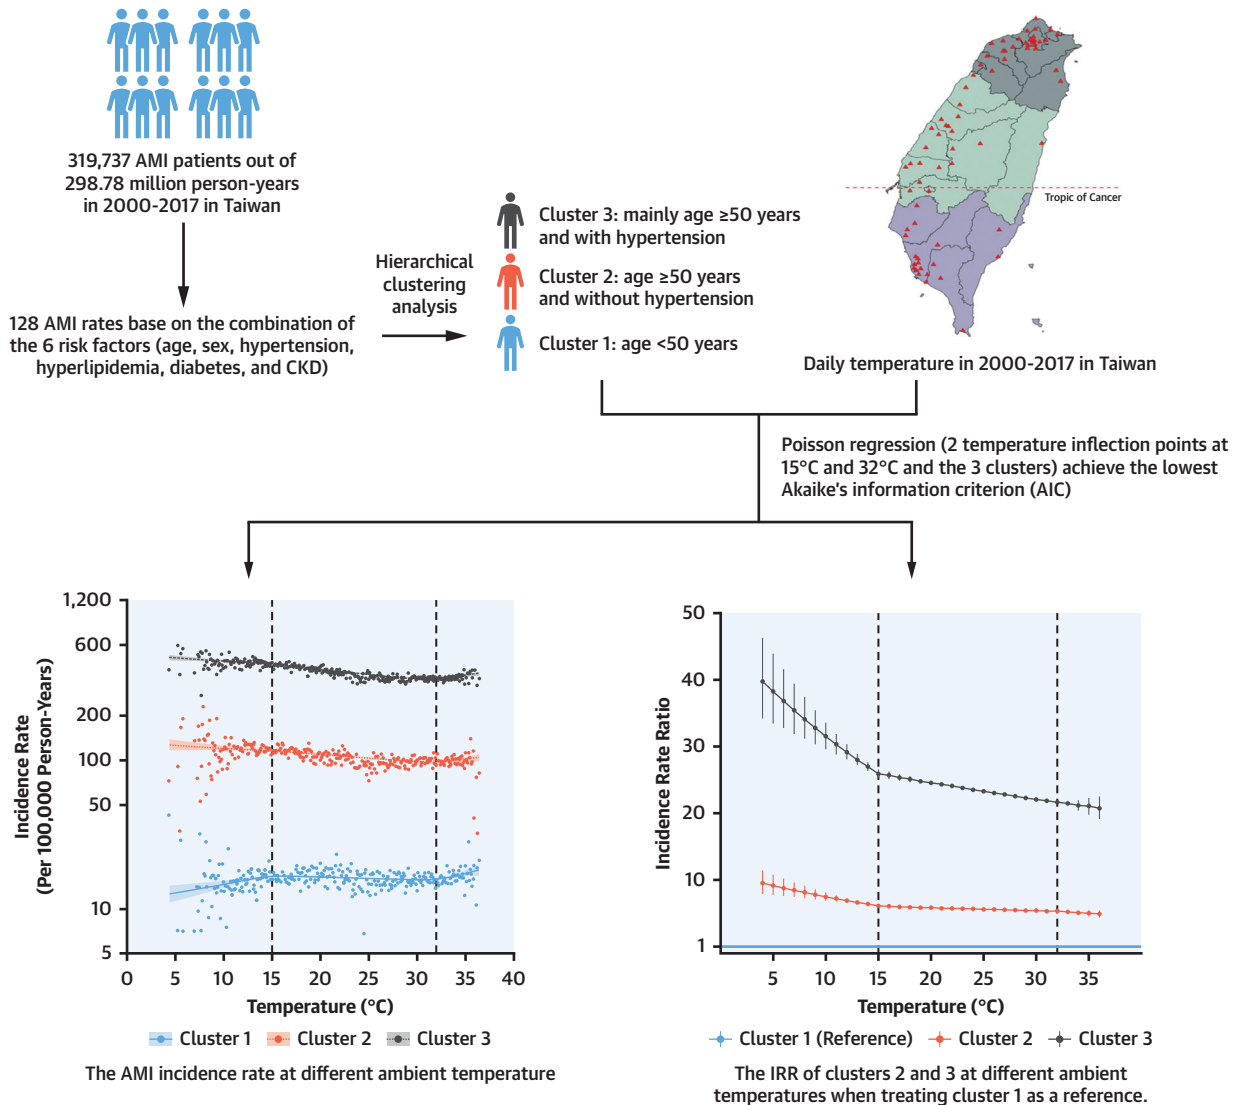 319,737 AMI patients out of
298.78 million person-years
in 2000-2017 in Taiwan
128 AMI rates base on the combination of
the 6 risk factors (age, sex, hypertension,
hyperlipidemia, diabetes, and CKD)
Hierarchical
clustering
analysis
Cluster 3: mainly age ≥50 years
and with hypertension
Cluster 2: age ≥50 years
and without hypertension
Cluster 1: age <50 years
Tropic of Cancer
Daily temperature in 2000-2017 in Taiwan
Poisson regression (2 temperature inflection points at
15°C and 32°C and the 3 clusters) achieve the lowest
Akaike's information criterion (AIC)
Incidence Rate
(Per 100,000 Person-Years)
1,200
600
200
100
50
10
5
0 5 10 15 20 25 30 35 40
Temperature (°C)
Cluster 1 Cluster 2 Cluster 3
The AMI incidence rate at different ambient temperature
Incidence Rate Ratio
50
40
30
20
10
1
5 10 15 20 25 30 35
Temperature (°C)
Cluster 1 (Reference) Cluster 2 Cluster 3
The IRR of clusters 2 and 3 at different ambient
temperatures when treating cluster 1 as a reference.